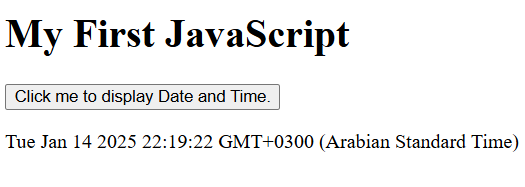 My First JavaScript
Click me to display Date and Time.
Tue Jan 14 2025 22:19:22 GMT+0300 (Arabian Standard Time)